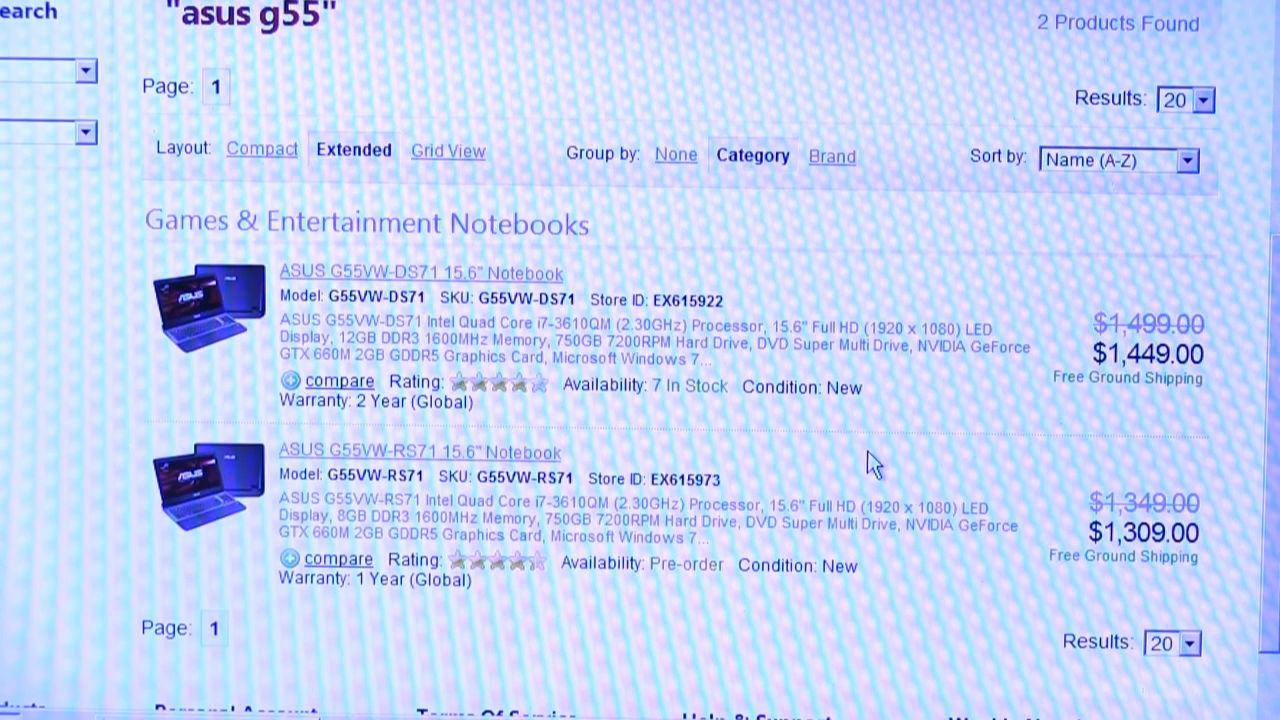 earch
"asus g55"
2 Products Found
Page: 1
Results: 20
Layout: Compact Extended Grid View Group by: None Category Brand Sort by: Name (A-Z)
Games & Entertainment Notebooks
ASUS G55VW-DS71 15.6" Notebook
Model: G55VW-DS71 SKU: G55VW-DS71 Store ID: EX615922
ASUS G55VW-DS71 Intel Quad Core i7-3610QM (2.30GHz) Processor, 15.6" Full HD (1920 x 1080) LED
Display, 12GB DDR3 1600MHz Memory, 750GB 7200RPM Hard Drive, DVD Super Multi Drive, NVIDIA GeForce
GTX 660M 2GB GDDR5 Graphics Card, Microsoft Windows 7...
$1,499.00
$1,449.00
Free Ground Shipping
compare Rating: Availability: 7 In Stock Condition: New
Warranty: 2 Year (Global)
ASUS G55VW-RS71 15.6" Notebook
Model: G55VW-RS71 SKU: G55VW-RS71 Store ID: EX615973
ASUS G55VW-RS71 Intel Quad Core i7-3610QM (2.30GHz) Processor, 15.6" Full HD (1920 x 1080) LED
Display, 8GB DDR3 1600MHz Memory, 750GB 7200RPM Hard Drive, DVD Super Multi Drive, NVIDIA GeForce
GTX 660M 2GB GDDR5 Graphics Card, Microsoft Windows 7...
$1,349.00
$1,309.00
Free Ground Shipping
compare Rating: Availability: Pre-order Condition: New
Warranty: 1 Year (Global)
Page: 1
Results: 20